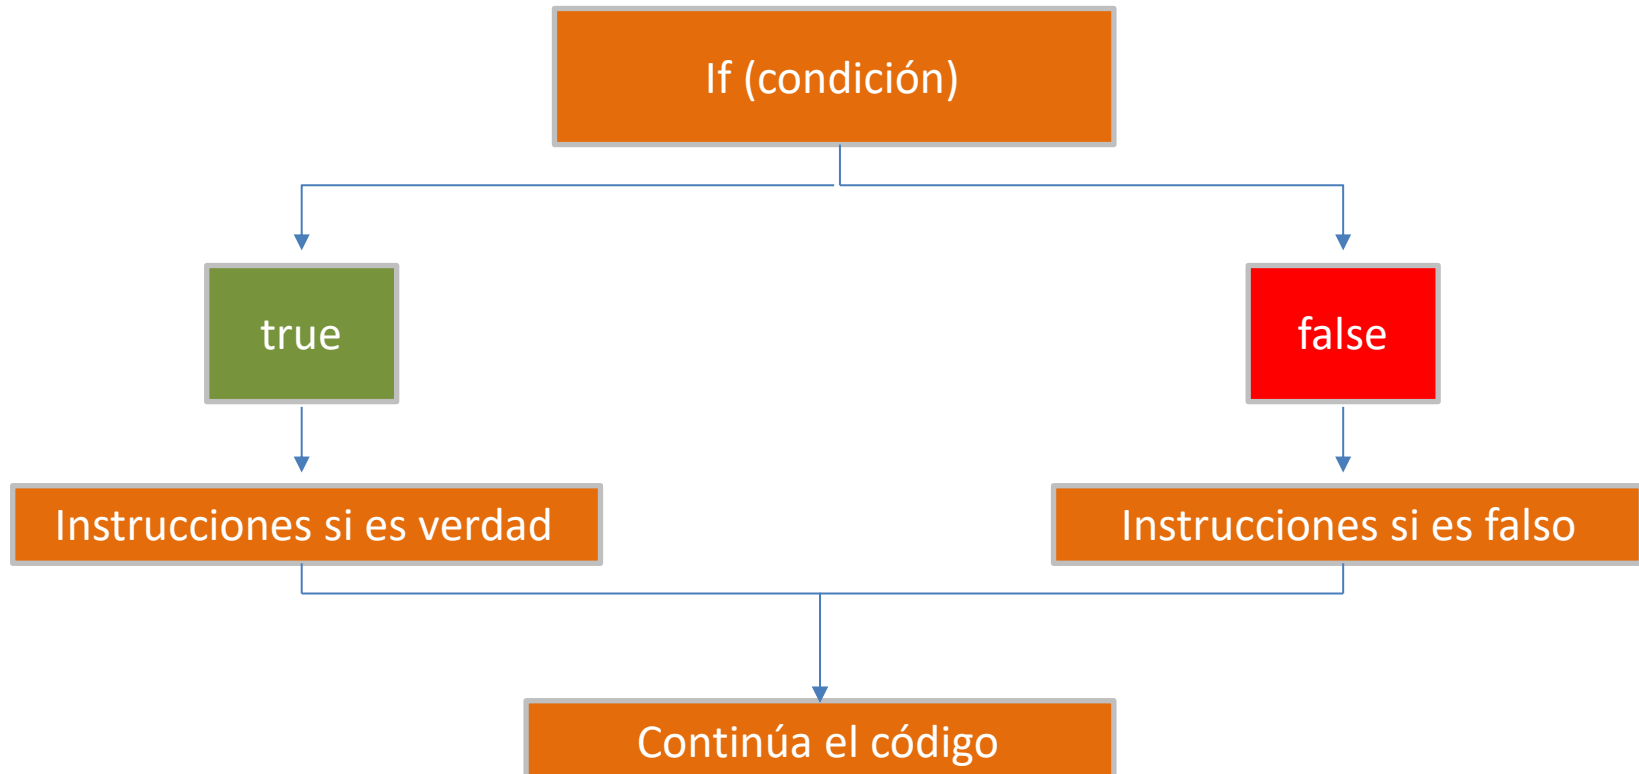 If (condición)
true
false
Instrucciones si es verdad
Instrucciones si es falso
Continúa el código